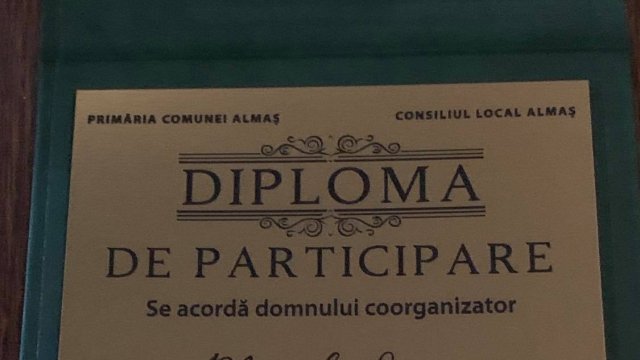 PRIMĂRIA COMUNEI ALMAȘ
CONSILIUL LOCAL ALMAȘ
DIPLOMA
DE PARTICIPARE
Se acordă domnului coorganizator